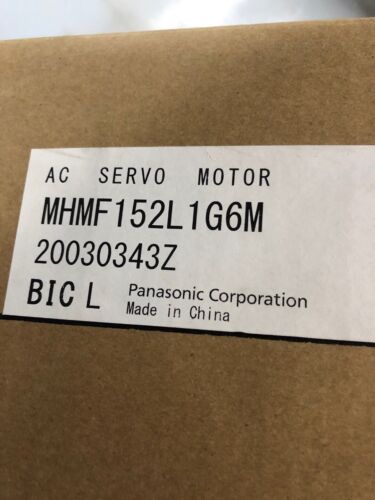 AC SERVO MOTOR
MHMF152L1G6M
20030343Z
BIC L Panasonic Corporation
Made in China